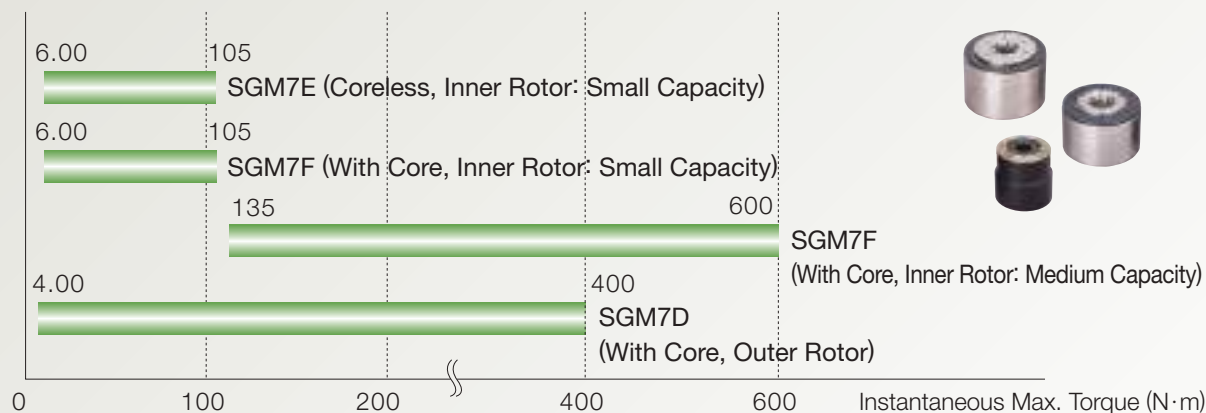 6.00 105
SGM7E (Coreless, Inner Rotor: Small Capacity)
6.00 105
SGM7F (With Core, Inner Rotor: Small Capacity)
135 600
SGM7F
(With Core, Inner Rotor: Medium Capacity)
4.00 400
SGM7D
(With Core, Outer Rotor)
0 100 200 400 600 Instantaneous Max. Torque (N·m)